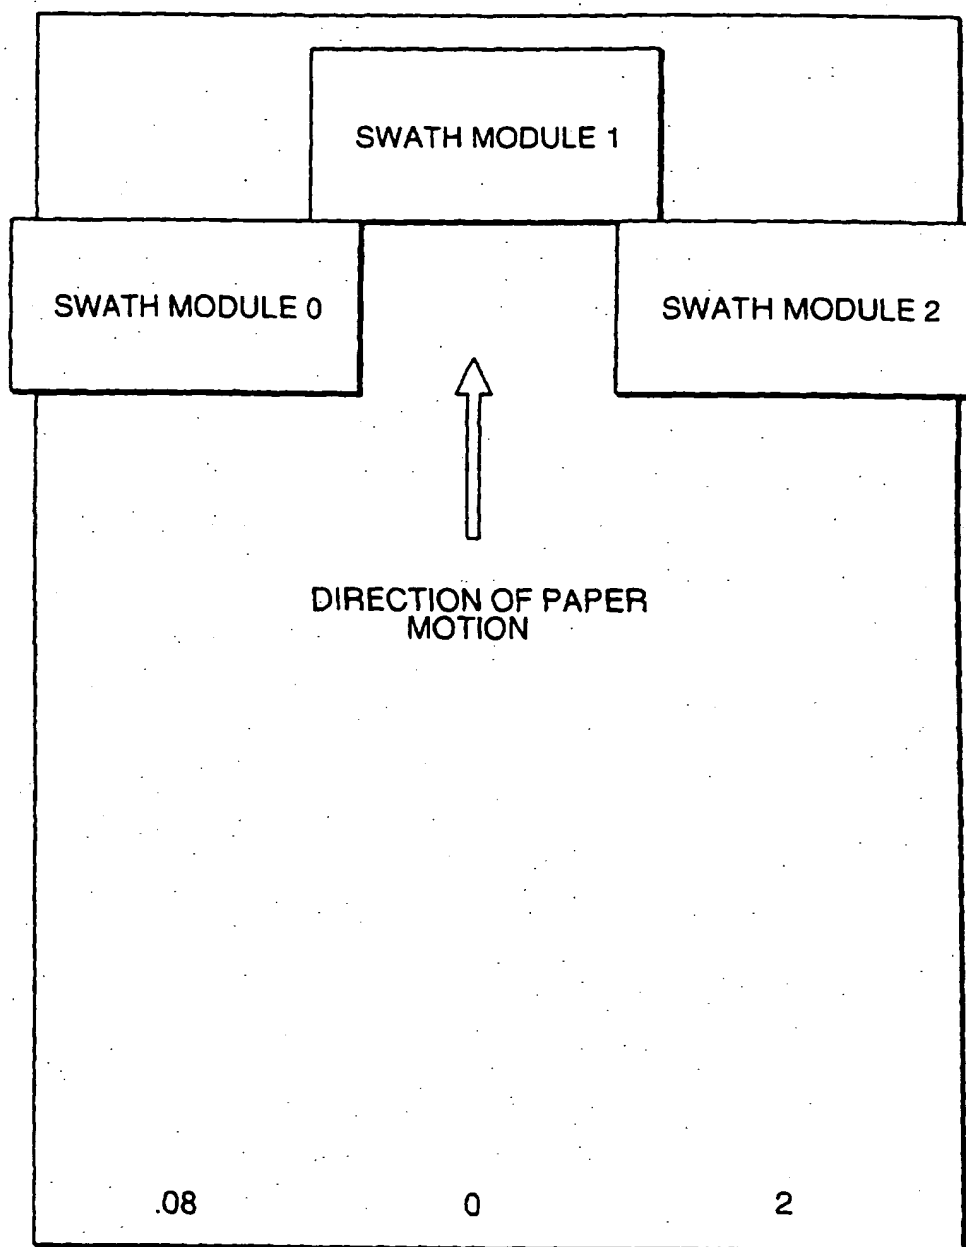 SWATH MODULE 1
SWATH MODULE 0
SWATH MODULE 2
DIRECTION OF PAPER
MOTION
.08
0
2